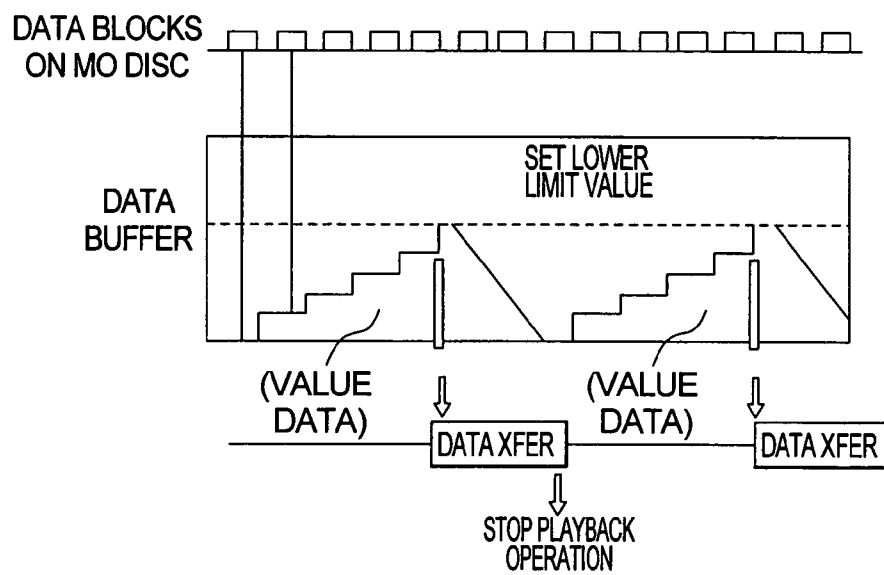 DATA BLOCKS
ON MO DISC
SET LOWER
LIMIT VALUE
DATA
BUFFER
(VALUE
DATA)
(VALUE
DATA)
DATA XFER
DATA XFER
STOP PLAYBACK
OPERATION